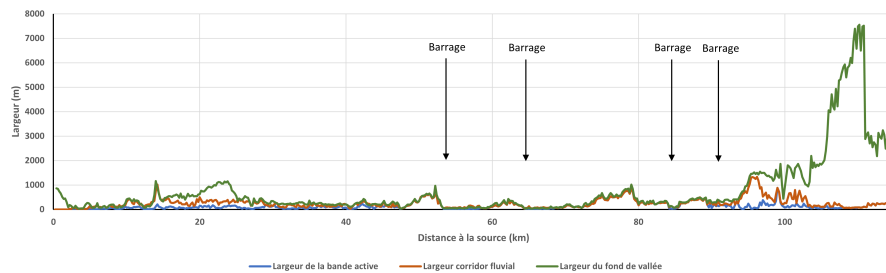 8000
7000
6000
5000
4000
3000
2000
1000
0
Largeur (m)
Barrage
Barrage
Barrage
Barrage
0
20
40
60
80
100
Distance à la source (km)
Largeur de la bande active
Largeur corridor fluvial
Largeur du fond de vallée